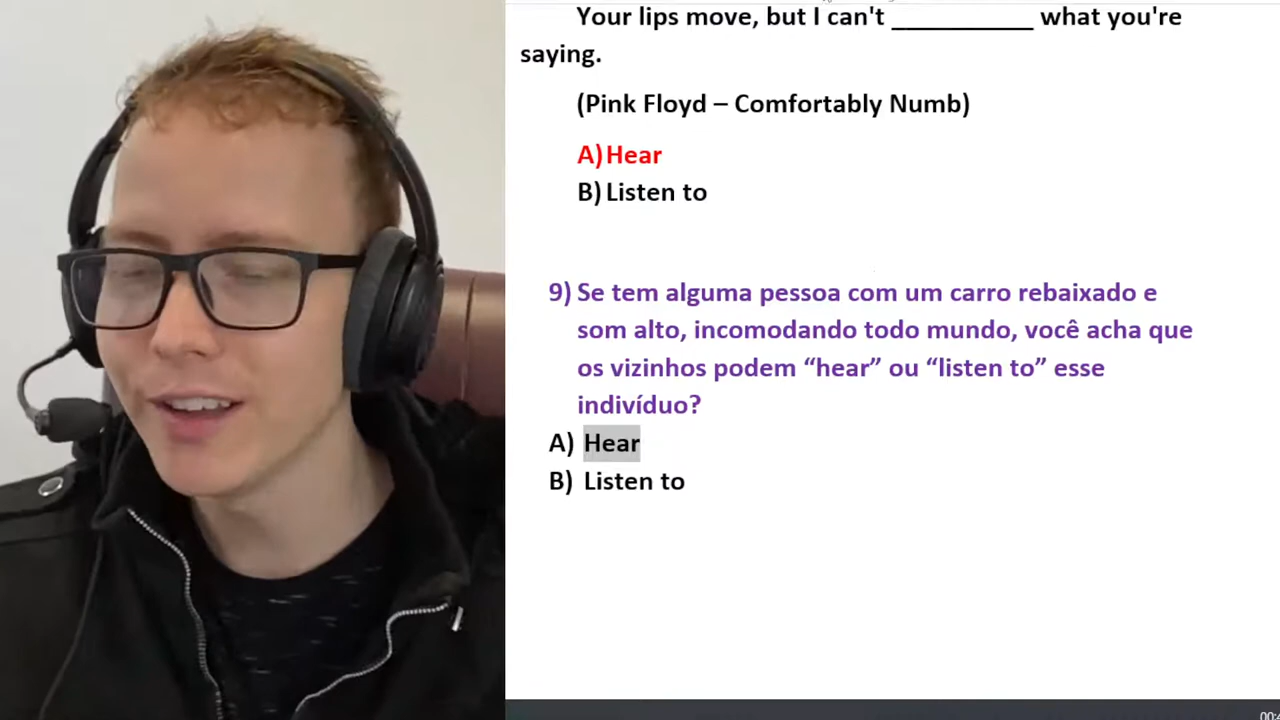 Your lips move, but I can't __________ what you're
saying.
(Pink Floyd – Comfortably Numb)
A) Hear
B) Listen to
9) Se tem alguma pessoa com um carro rebaixado e
som alto, incomodando todo mundo, você acha que
os vizinhos podem “hear” ou “listen to” esse
indivíduo?
A) Hear
B) Listen to